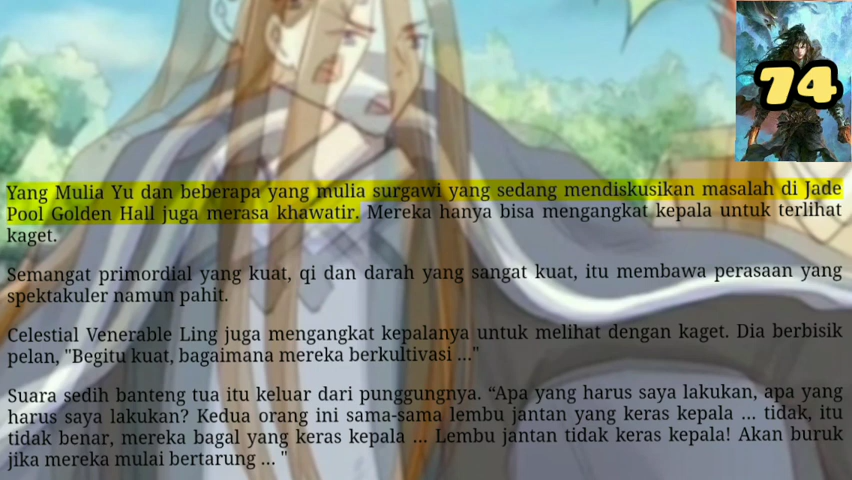 74
Yang Mulia Yu dan beberapa yang mulia surgawi yang sedang mendiskusikan masalah di Jade
Pool Golden Hall juga merasa khawatir. Mereka hanya bisa mengangkat kepala untuk terlihat
kaget.
Semangat primordial yang kuat, qi dan darah yang sangat kuat, itu membawa perasaan yang
spektakuler namun pahit.
Celestial Venerable Ling juga mengangkat kepalanya untuk melihat dengan kaget. Dia berbisik
pelan, "Begitu kuat, bagaimana mereka berkultivasi ..."
Suara sedih banteng tua itu keluar dari punggungnya. “Apa yang harus saya lakukan, apa yang
harus saya lakukan? Kedua orang ini sama-sama lembu jantan yang keras kepala ... tidak, itu
tidak benar, mereka bagal yang keras kepala ... Lembu jantan tidak keras kepala! Akan buruk
jika mereka mulai bertarung ... "